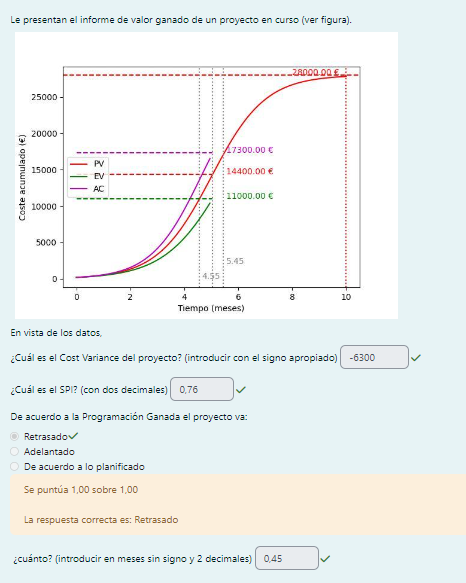 Le presentan el informe de valor ganado de un proyecto en curso (ver figura).
28000.00 €
25000
20000
17300.00 €
15000
14400.00 €
PV
EV
AC
11000.00 €
10000
5000
5.45
4.55
0
Coste acumulado (€)
0 2 4 6 8 10
Tiempo (meses)
En vista de los datos,
¿Cuál es el Cost Variance del proyecto? (introducir con el signo apropiado) -6300
¿Cuál es el SPI? (con dos decimales) 0,76
De acuerdo a la Programación Ganada el proyecto va:
Retrasado
Adelantado
De acuerdo a lo planificado
Se puntúa 1,00 sobre 1,00
La respuesta correcta es: Retrasado
¿cuánto? (introducir en meses sin signo y 2 decimales) 0,45